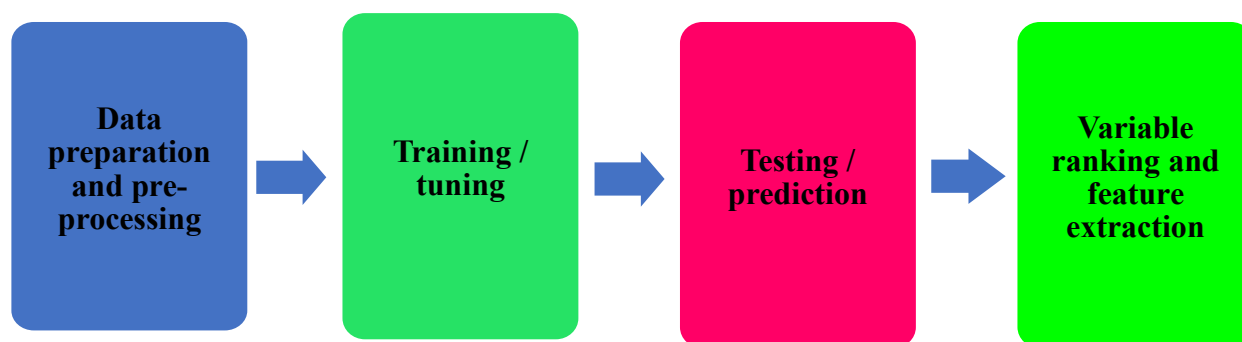 Data
preparation
and pre-
processing
Training /
tuning
Testing /
prediction
Variable
ranking and
feature
extraction